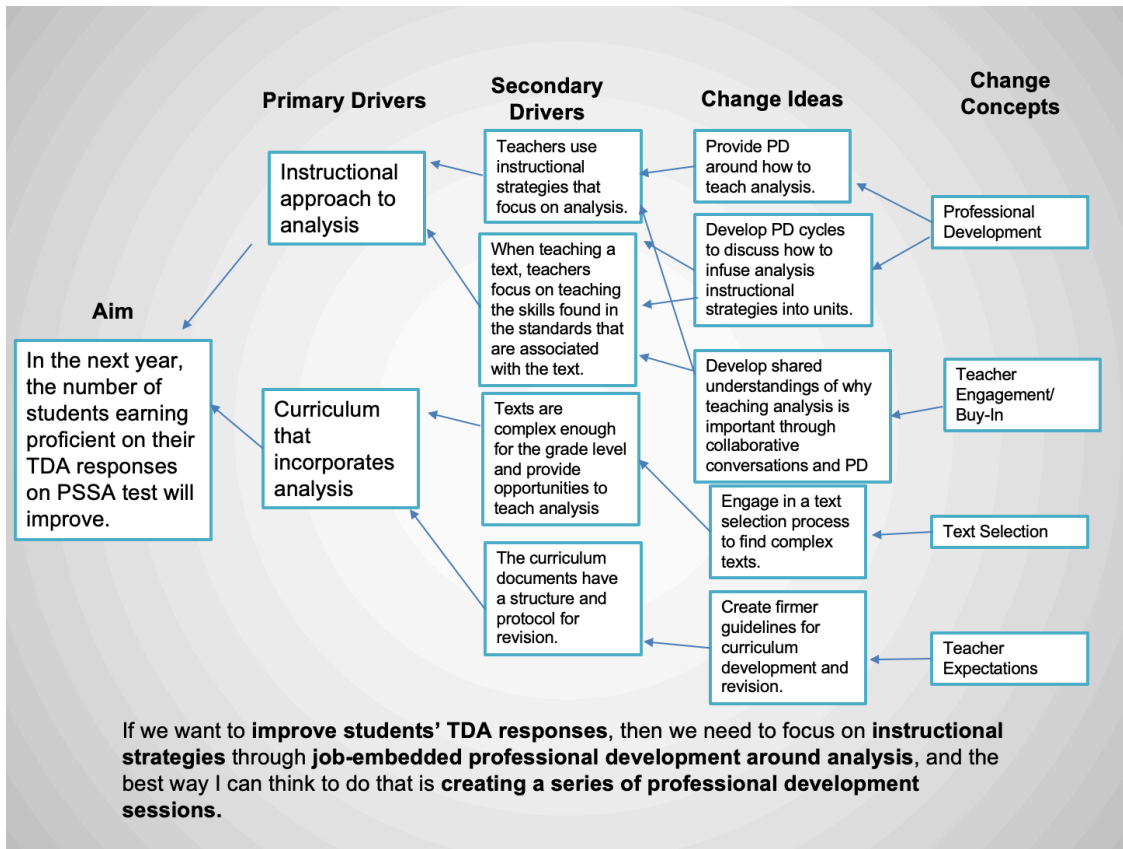 Primary Drivers
Secondary
Drivers
Change Ideas
Change
Concepts
Aim
In the next year,
the number of
students earning
proficient on their
TDA responses
on PSSA test will
improve.
Instructional
approach to
analysis
Curriculum
that
incorporates
analysis
Teachers use
instructional
strategies that
focus on analysis.
When teaching a
text, teachers
focus on teaching
the skills found in
the standards that
are associated
with the text.
Texts are
complex enough
for the grade level
and provide
opportunities to
teach analysis
The curriculum
documents have
a structure and
protocol for
revision.
Provide PD
around how to
teach analysis.
Develop PD cycles
to discuss how to
infuse analysis
instructional
strategies into units.
Develop shared
understandings of why
teaching analysis is
important through
collaborative
conversations and PD
Engage in a text
selection process
to find complex
texts.
Create firmer
guidelines for
curriculum
development and
revision.
Professional
Development
Teacher
Engagement/
Buy-In
Text Selection
Teacher
Expectations
If we want to improve students’ TDA responses, then we need to focus on instructional
strategies through job-embedded professional development around analysis, and the
best way I can think to do that is creating a series of professional development
sessions.